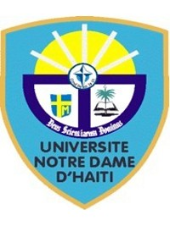 Deus Scientiarum Dominus
UNIVERSITE
NOTRE DAME
D'HAITI